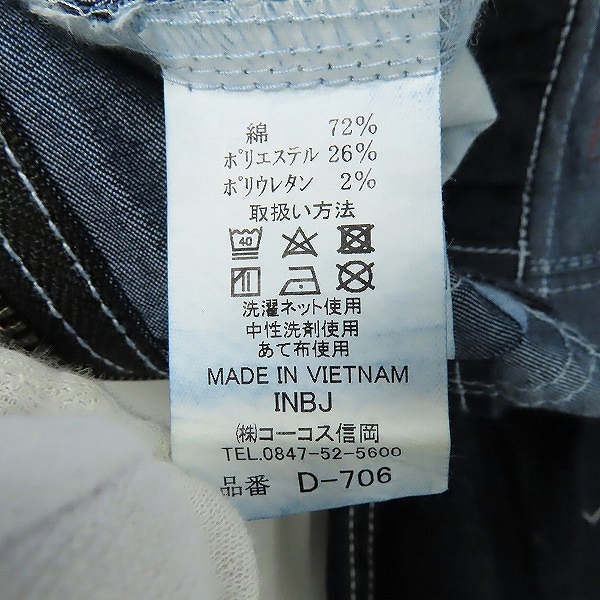 綿 72%
ポリエステル 26%
ポリウレタン 2%
取扱い方法
40
洗濯ネット使用
中性洗剤使用
あて布使用
MADE IN VIETNAM
INBJ
㈱コーコス信岡
TEL.0847-52-5600
品番 D-706